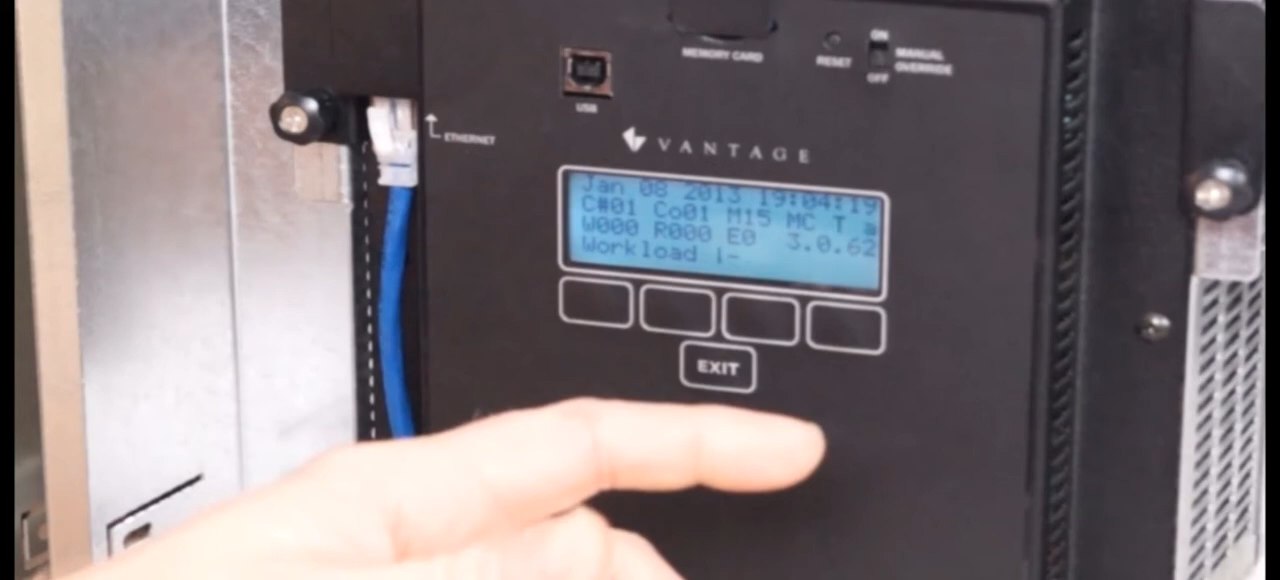 MEMORY CARD
RESET
ON
OFF
MANUAL
OVERRIDE
USB
ETHERNET
VANTAGE
Jan 08 2013 19:04:19
C#01 Co01 M15 MC T
W000 R000 E0 3.0.62
Workload |-
EXIT